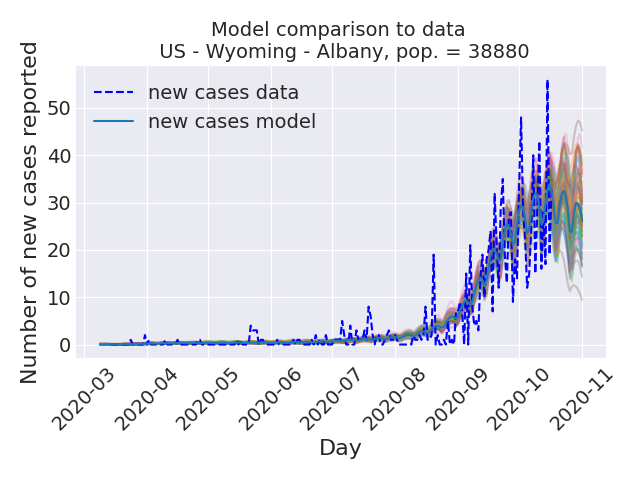 Model comparison to data
US - Wyoming - Albany, pop. = 38880
new cases data
new cases model
Number of new cases reported
50
40
30
20
10
0
2020-03
2020-04
2020-05
2020-06
2020-07
2020-08
2020-09
2020-10
2020-11
Day